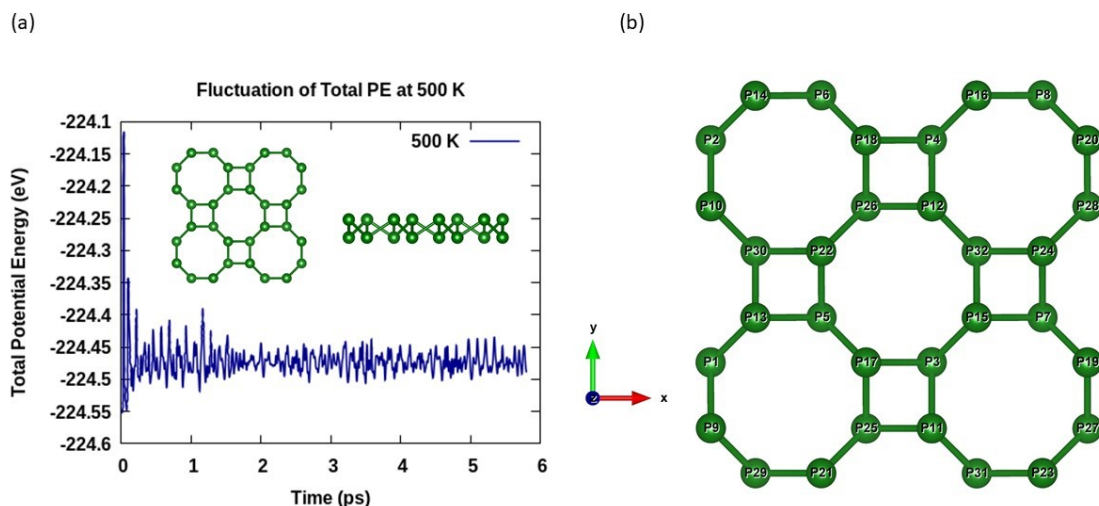 (a)
(b)
Fluctuation of Total PE at 500 K
500 K
Total Potential Energy (eV)
-224.1
-224.15
-224.2
-224.25
-224.3
-224.35
-224.4
-224.45
-224.5
-224.55
-224.6
0 1 2 3 4 5 6
Time (ps)
y
z x
P14 P6 P16 P8
P2 P18 P4 P20
P10 P26 P12 P28
P30 P22 P32 P24
P13 P5 P15 P7
P1 P17 P3 P19
P9 P25 P11 P27
P29 P21 P31 P23